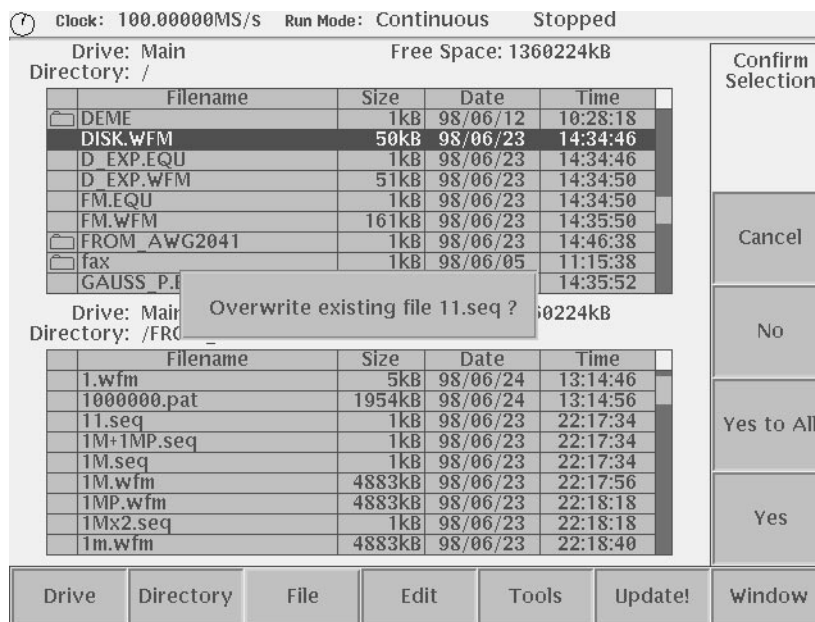 Clock: 100.00000MS/s Run Mode: Continuous Stopped
Drive: Main Free Space: 1360224kB
Directory: /
Filename Size Date Time
DEME 1kB 98/06/12 10:28:18
DISK.WFM 50kB 98/06/23 14:34:46
D_EXP.EQU 1kB 98/06/23 14:34:46
D_EXP.WFM 51kB 98/06/23 14:34:50
FM.EQU 1kB 98/06/23 14:34:50
FM.WFM 161kB 98/06/23 14:35:50
FROM_AWG2041 1kB 98/06/23 14:46:38
fax 1kB 98/06/05 11:15:38
GAUSS_P.E 14:35:52
Overwrite existing file 11.seq ?
Drive: Main 60224kB
Directory: /FRO
Filename Size Date Time
1.wfm 5kB 98/06/24 13:14:46
1000000.pat 1954kB 98/06/24 13:14:56
11.seq 1kB 98/06/23 22:17:34
1M+1MP.seq 1kB 98/06/23 22:17:34
1M.seq 1kB 98/06/23 22:17:34
1M.wfm 4883kB 98/06/23 22:17:56
1MP.wfm 4883kB 98/06/23 22:18:18
1Mx2.seq 1kB 98/06/23 22:18:18
1m.wfm 4883kB 98/06/23 22:18:40
Confirm
Selection
Cancel
No
Yes to All
Yes
Drive Directory File Edit Tools Update! Window